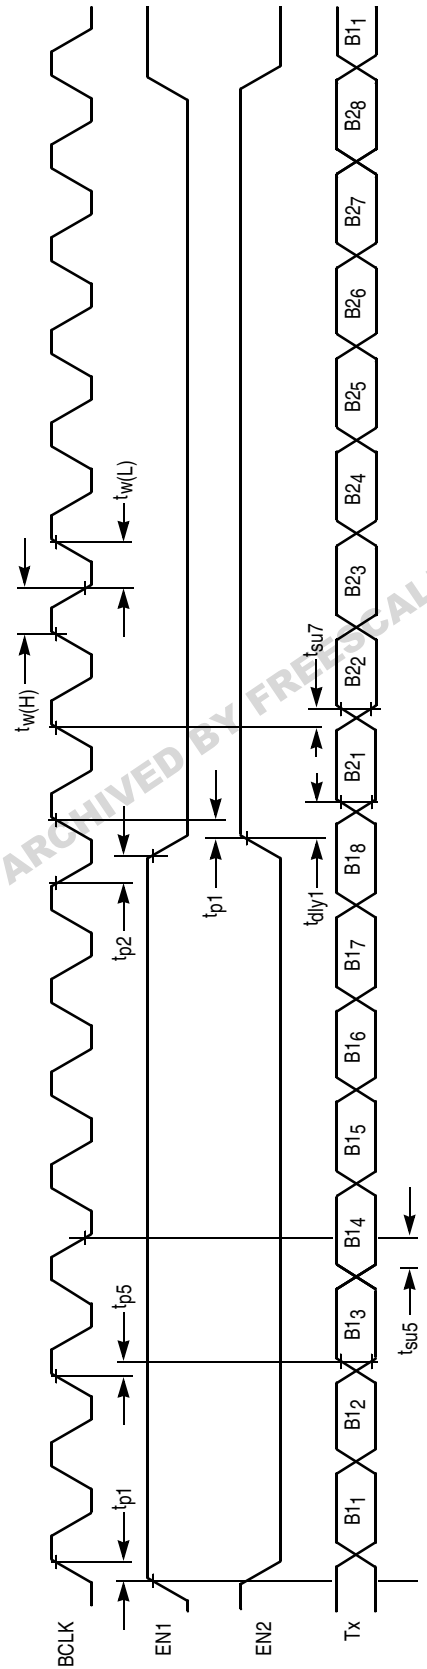 BCLK
EN1
EN2
Tx
tp1
tp5
tp2
tp1
tw(H)
tw(L)
tdly1
tsu7
tsu5
B11
B12
B13
B14
B15
B16
B17
B18
B21
B22
B23
B24
B25
B26
B27
B28
B11
ARCHIVED BY FREESCAL